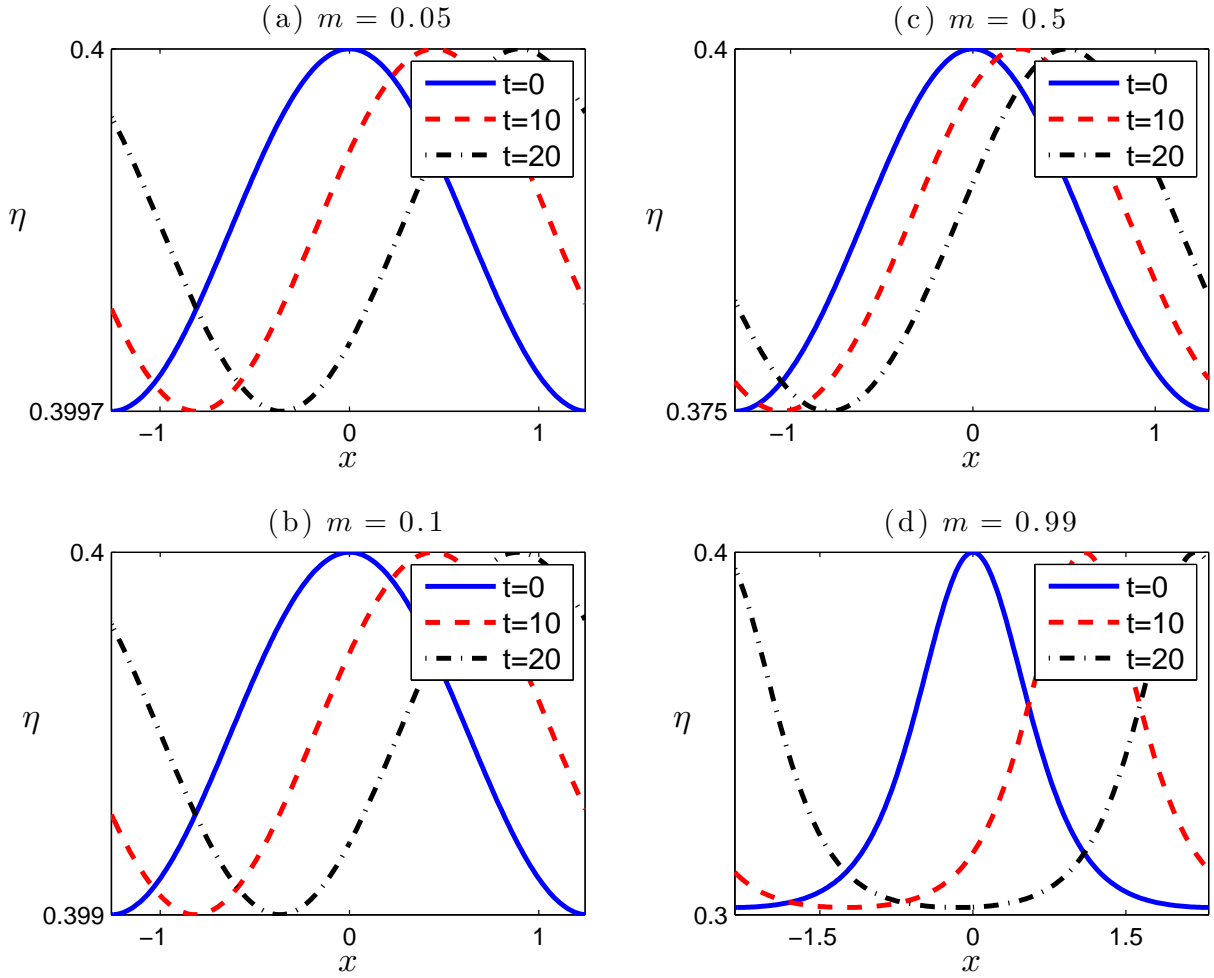 (a) m = 0.05
0.4
t=0
t=10
t=20
η
0.3997
−1 0 1
x
(c) m = 0.5
0.4
t=0
t=10
t=20
η
0.375
−1 0 1
x
(b) m = 0.1
0.4
t=0
t=10
t=20
η
0.399
−1 0 1
x
(d) m = 0.99
0.4
t=0
t=10
t=20
η
0.3
−1.5 0 1.5
x